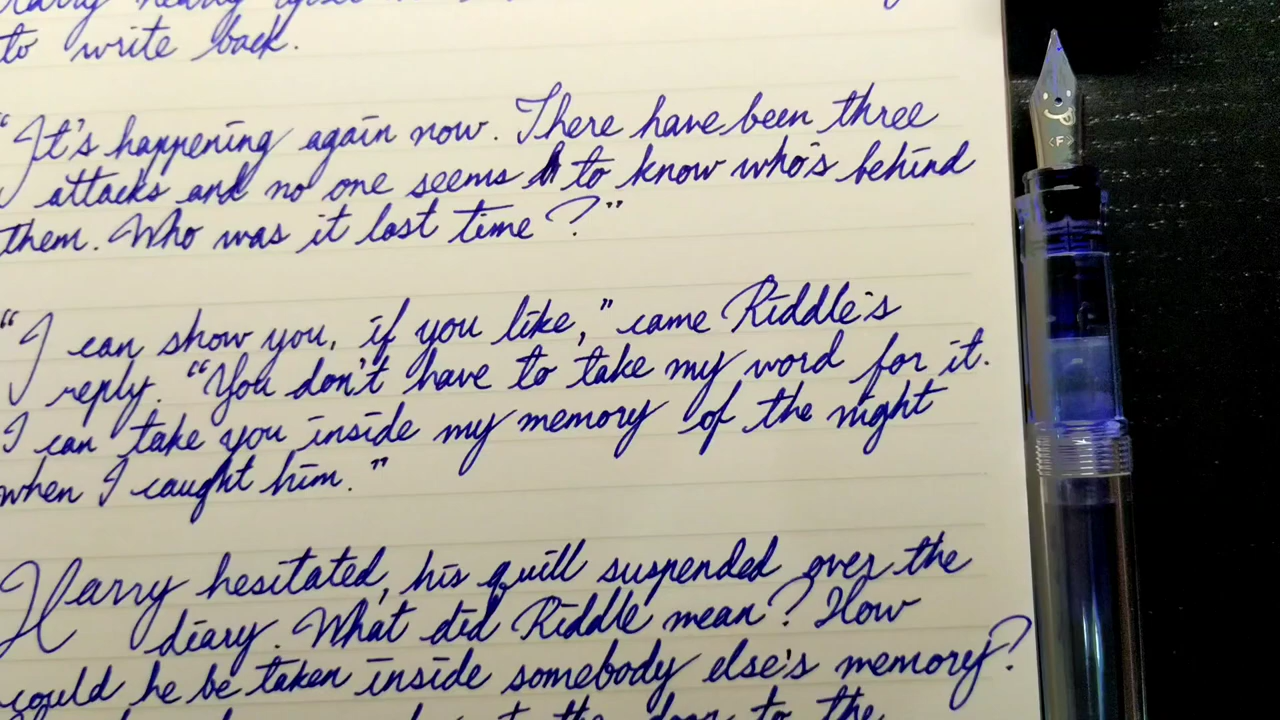 to write back.
"It's happening again now. There have been three
attacks and no one seems to know who's behind
them. Who was it last time?"
"I can show you, if you like," came Riddle's
reply. "You don't have to take my word for it.
I can take you inside my memory of the night
when I caught him."
Harry hesitated, his quill suspended over the
diary. What did Riddle mean? How
could he be taken inside somebody else's memory?
the door to the
<F>